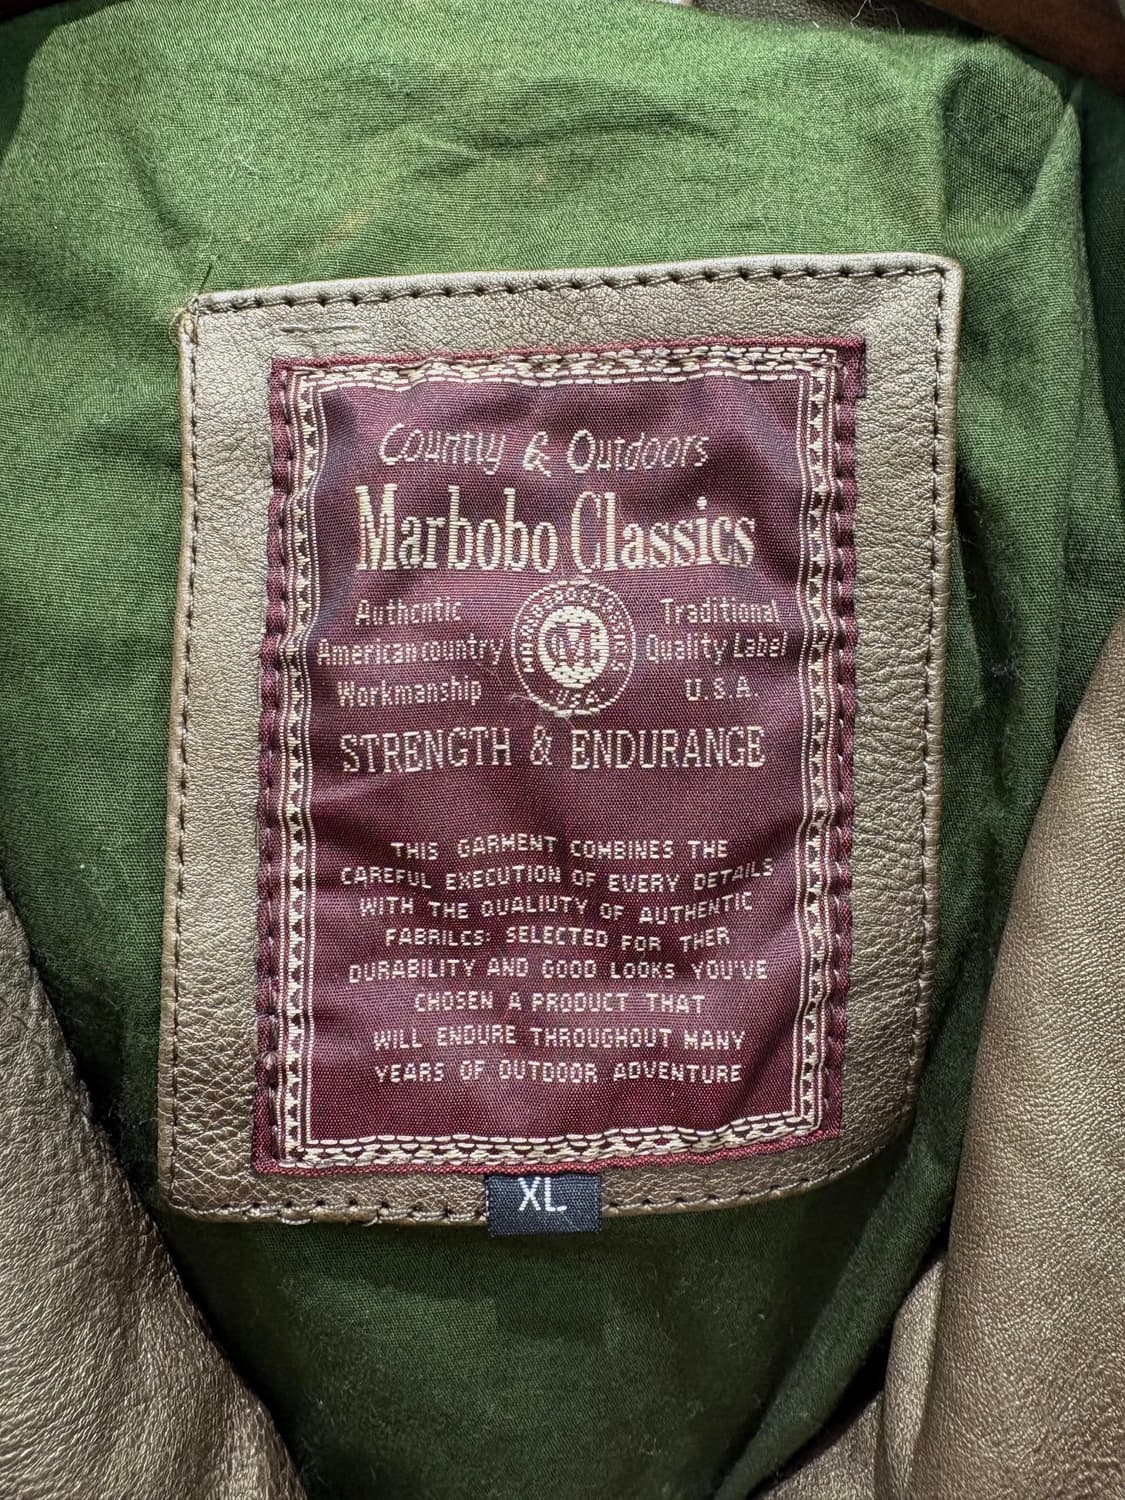 Country & Outdoors
Marbobo Classics
Authentic
American country
Workmanship
Traditional
Quality Label
U.S.A.
M
U.S.A.
STRENGTH & ENDURANGE
THIS GARMENT COMBINES THE
CAREFUL EXECUTION OF EVERY DETAILS
WITH THE QUALIUTY OF AUTHENTIC
FABRILCS: SELECTED FOR THER
DURABILITY AND GOOD LOOKS YOU'VE
CHOSEN A PRODUCT THAT
WILL ENDURE THROUGHOUT MANY
YEARS OF OUTDOOR ADVENTURE
XL